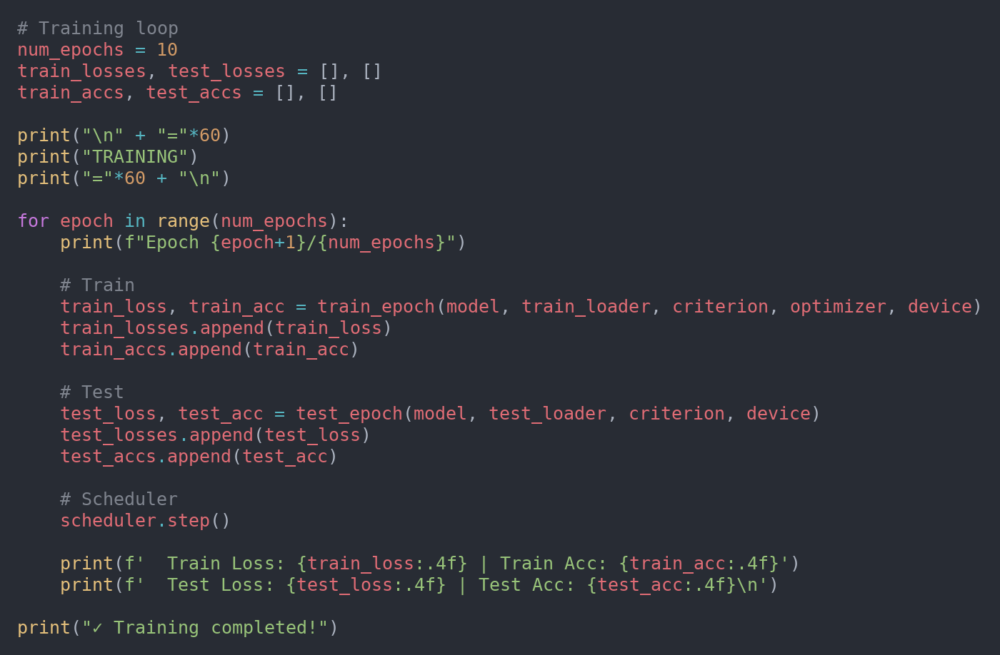 # Training loop
num_epochs = 10
train_losses, test_losses = [], []
train_accs, test_accs = [], []

print("\n" + "="*60)
print("TRAINING")
print("="*60 + "\n")

for epoch in range(num_epochs):
    print(f"Epoch {epoch+1}/{num_epochs}")

    # Train
    train_loss, train_acc = train_epoch(model, train_loader, criterion, optimizer, device)
    train_losses.append(train_loss)
    train_accs.append(train_acc)

    # Test
    test_loss, test_acc = test_epoch(model, test_loader, criterion, device)
    test_losses.append(test_loss)
    test_accs.append(test_acc)

    # Scheduler
    scheduler.step()

    print(f'  Train Loss: {train_loss:.4f} | Train Acc: {train_acc:.4f}')
    print(f'  Test Loss: {test_loss:.4f} | Test Acc: {test_acc:.4f}\n')

print("✓ Training completed!")